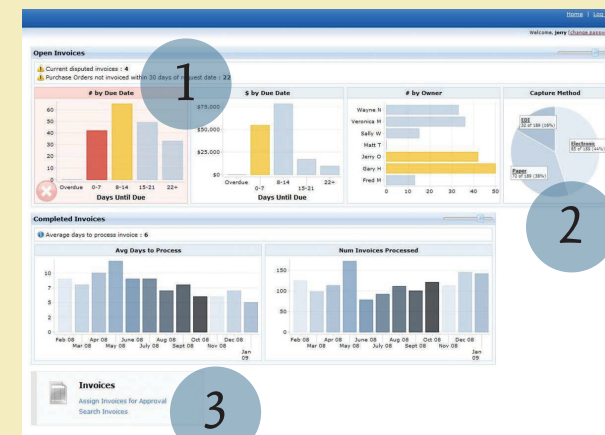 Home | Log
Welcome, jerry (change passw
Open Invoices
Current disputed invoices : 4
Purchase Orders not invoiced within 30 days of request date : 22
1
# by Due Date
60
50
40
30
20
10
0
Overdue 0-7 8-14 15-21 22+
Days Until Due
$ by Due Date
$75,000
$50,000
$25,000
$0
Overdue 0-7 8-14 15-21 22+
Days Until Due
# by Owner
Wayne N
Veronica M
Sally W
Matt T
Jerry O
Gary H
Fred M
0 10 20 30 40 50
Capture Method
EDI
Electronic
Paper
2
Completed Invoices
Average days to process invoice : 6
Avg Days to Process
10
7
5
2
0
Feb 08 Mar 08 Apr 08 May 08 June 08 July 08 Aug 08 Sept 08 Oct 08 Nov 08 Dec 08 Jan 09
Num Invoices Processed
150
100
50
0
Feb 08 Mar 08 Apr 08 May 08 June 08 July 08 Aug 08 Sept 08 Oct 08 Nov 08 Dec 08 Jan 09
Invoices
Assign Invoices for Approval
Search Invoices
3